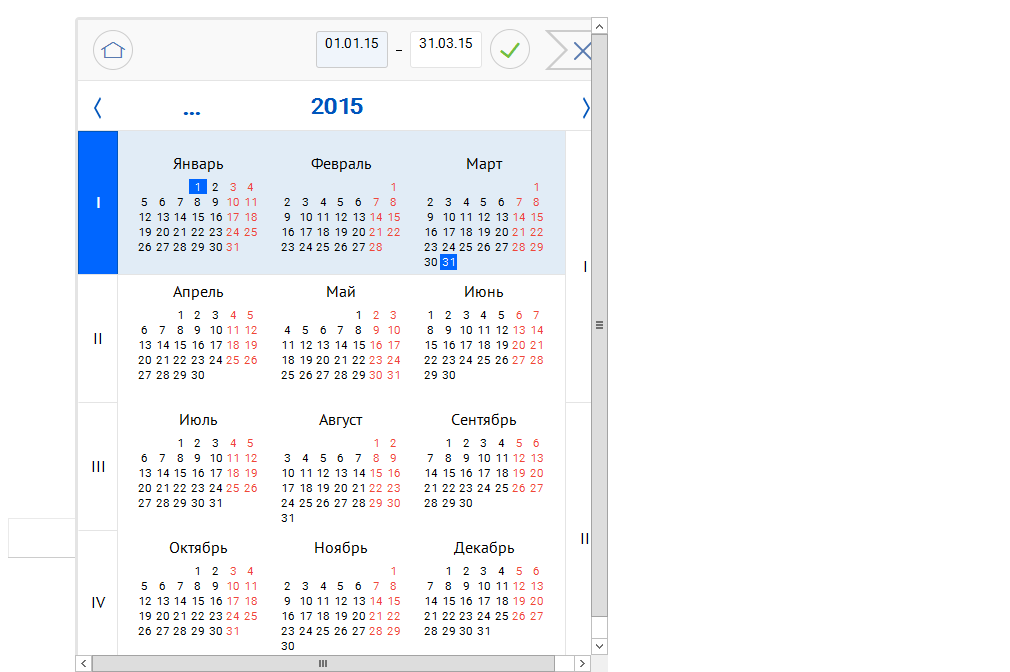 01.01.15 – 31.03.15
... 2015
I
Январь Февраль Март
1 2 3 4 1 1
5 6 7 8 9 10 11 2 3 4 5 6 7 8 2 3 4 5 6 7 8
12 13 14 15 16 17 18 9 10 11 12 13 14 15 9 10 11 12 13 14 15
19 20 21 22 23 24 25 16 17 18 19 20 21 22 16 17 18 19 20 21 22
26 27 28 29 30 31 23 24 25 26 27 28 23 24 25 26 27 28 29
30 31
I
II
Апрель Май Июнь
1 2 3 4 5 1 2 3 1 2 3 4 5 6 7
6 7 8 9 10 11 12 4 5 6 7 8 9 10 8 9 10 11 12 13 14
13 14 15 16 17 18 19 11 12 13 14 15 16 17 15 16 17 18 19 20 21
20 21 22 23 24 25 26 18 19 20 21 22 23 24 22 23 24 25 26 27 28
27 28 29 30 25 26 27 28 29 30 31 29 30
III
Июль Август Сентябрь
1 2 3 4 5 1 2 1 2 3 4 5 6
6 7 8 9 10 11 12 3 4 5 6 7 8 9 7 8 9 10 11 12 13
13 14 15 16 17 18 19 10 11 12 13 14 15 16 14 15 16 17 18 19 20
20 21 22 23 24 25 26 17 18 19 20 21 22 23 21 22 23 24 25 26 27
27 28 29 30 31 24 25 26 27 28 29 30 28 29 30
31
II
IV
Октябрь Ноябрь Декабрь
1 2 3 4 1 1 2 3 4 5 6
5 6 7 8 9 10 11 2 3 4 5 6 7 8 7 8 9 10 11 12 13
12 13 14 15 16 17 18 9 10 11 12 13 14 15 14 15 16 17 18 19 20
19 20 21 22 23 24 25 16 17 18 19 20 21 22 21 22 23 24 25 26 27
26 27 28 29 30 31 23 24 25 26 27 28 29 28 29 30 31
30